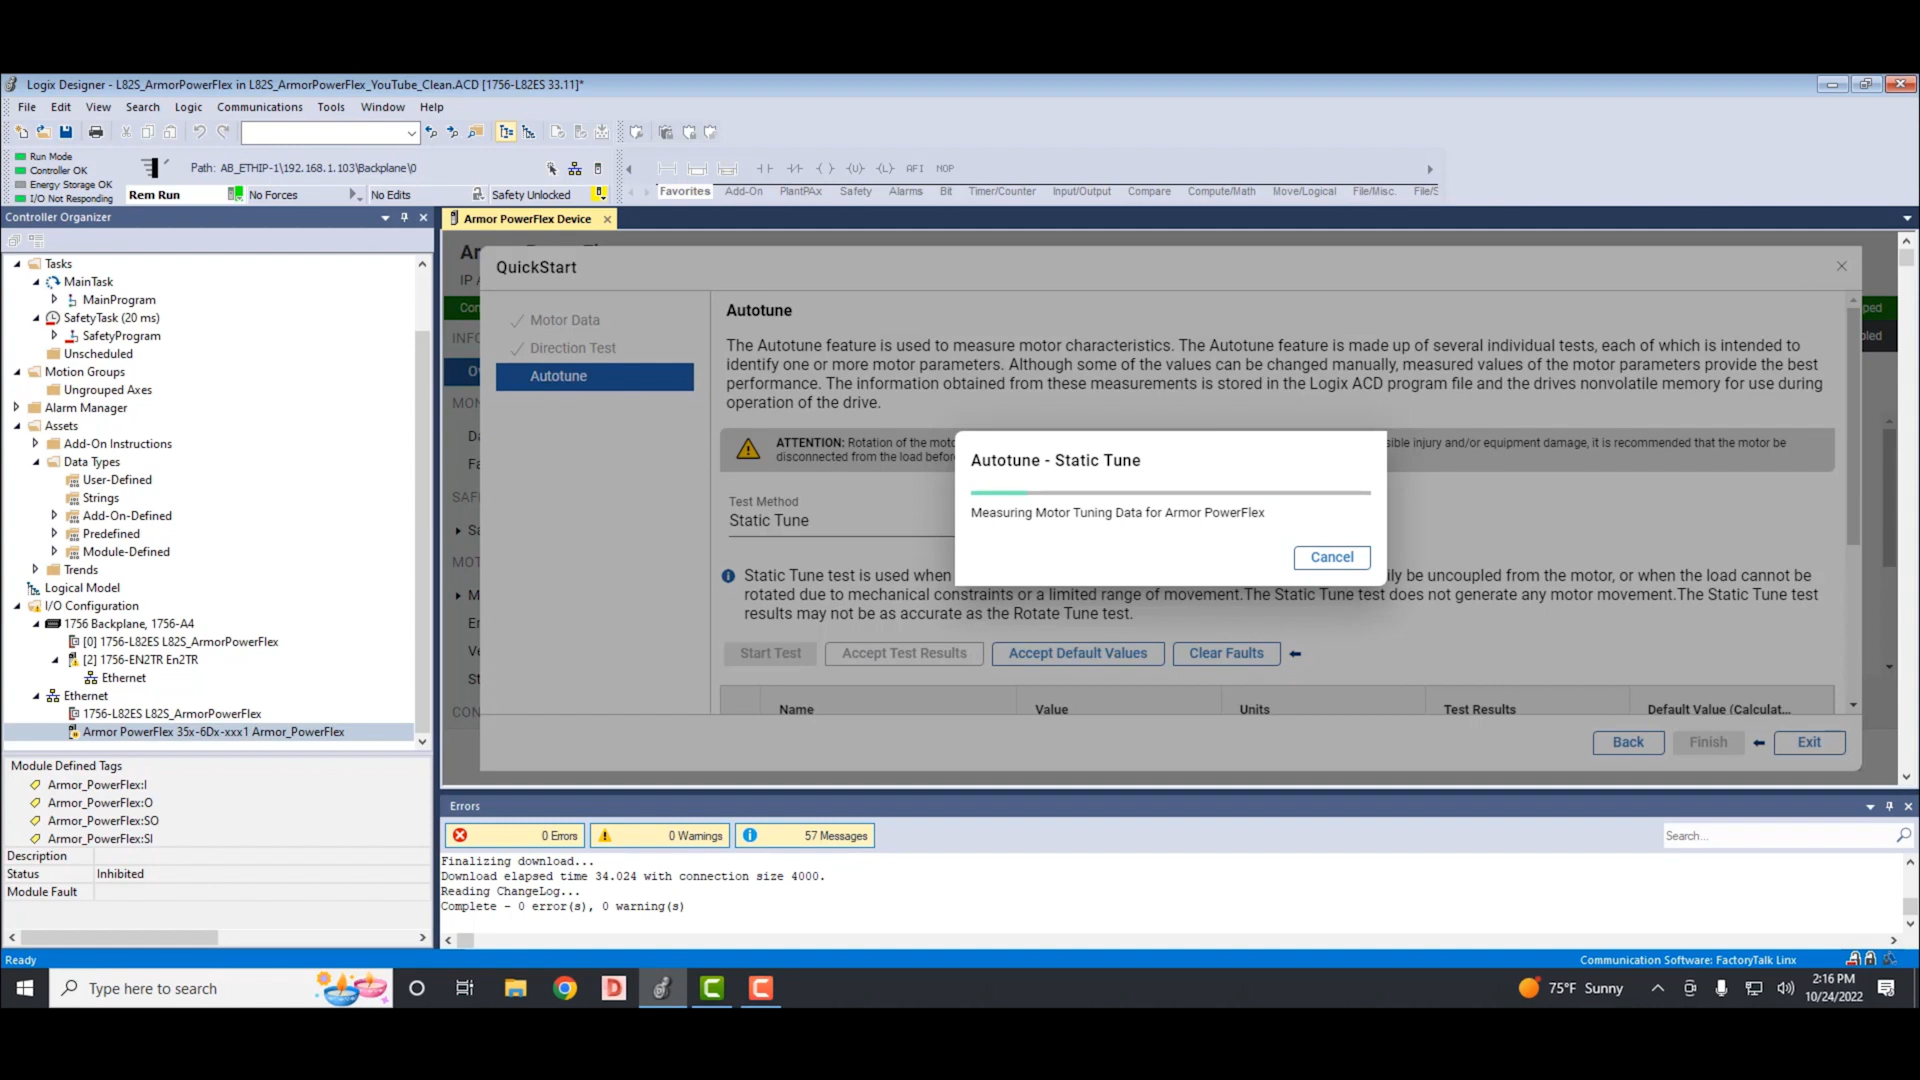 Logix Designer - L82S_ArmorPowerFlex in L82S_ArmorPowerFlex_YouTube_Clean.ACD [1756-L82ES 33.11]*
File Edit View Search Logic Communications Tools Window Help
Run Mode
Controller OK
Energy Storage OK
I/O Not Responding
Path: AB_ETHIP-1\192.168.1.103\Backplane\0
Rem Run No Forces No Edits Safety Unlocked
AFI NOP
Favorites Add-On PlantPAx Safety Alarms Bit Timer/Counter Input/Output Compare Compute/Math Move/Logical File/Misc. File/S
Controller Organizer
Tasks
MainTask
MainProgram
SafetyTask (20 ms)
SafetyProgram
Unscheduled
Motion Groups
Ungrouped Axes
Alarm Manager
Assets
Add-On Instructions
Data Types
User-Defined
Strings
Add-On-Defined
Predefined
Module-Defined
Trends
Logical Model
I/O Configuration
1756 Backplane, 1756-A4
[0] 1756-L82ES L82S_ArmorPowerFlex
[2] 1756-EN2TR En2TR
Ethernet
Ethernet
1756-L82ES L82S_ArmorPowerFlex
Armor PowerFlex 35x-6Dx-xxx1 Armor_PowerFlex
Module Defined Tags
Armor_PowerFlex:I
Armor_PowerFlex:O
Armor_PowerFlex:SO
Armor_PowerFlex:SI
Description
Status Inhibited
Module Fault
Armor PowerFlex Device
QuickStart
Motor Data
Direction Test
Autotune
Autotune
The Autotune feature is used to measure motor characteristics. The Autotune feature is made up of several individual tests, each of which is intended to
identify one or more motor parameters. Although some of the values can be changed manually, measured values of the motor parameters provide the best
performance. The information obtained from these measurements is stored in the Logix ACD program file and the drives nonvolatile memory for use during
operation of the drive.
ATTENTION: Rotation of the moto sible injury and/or equipment damage, it is recommended that the motor be
disconnected from the load befor
Test Method
Static Tune
Autotune - Static Tune
Measuring Motor Tuning Data for Armor PowerFlex
Cancel
Static Tune test is used when ily be uncoupled from the motor, or when the load cannot be
rotated due to mechanical constraints or a limited range of movement.The Static Tune test does not generate any motor movement.The Static Tune test
results may not be as accurate as the Rotate Tune test.
Start Test Accept Test Results Accept Default Values Clear Faults
Name Value Units Test Results Default Value (Calculat...
Back Finish Exit
Errors
0 Errors 0 Warnings 57 Messages
Search...
Finalizing download...
Download elapsed time 34.024 with connection size 4000.
Reading ChangeLog...
Complete - 0 error(s), 0 warning(s)
Ready
Communication Software: FactoryTalk Linx
Type here to search
75°F Sunny
2:16 PM
10/24/2022